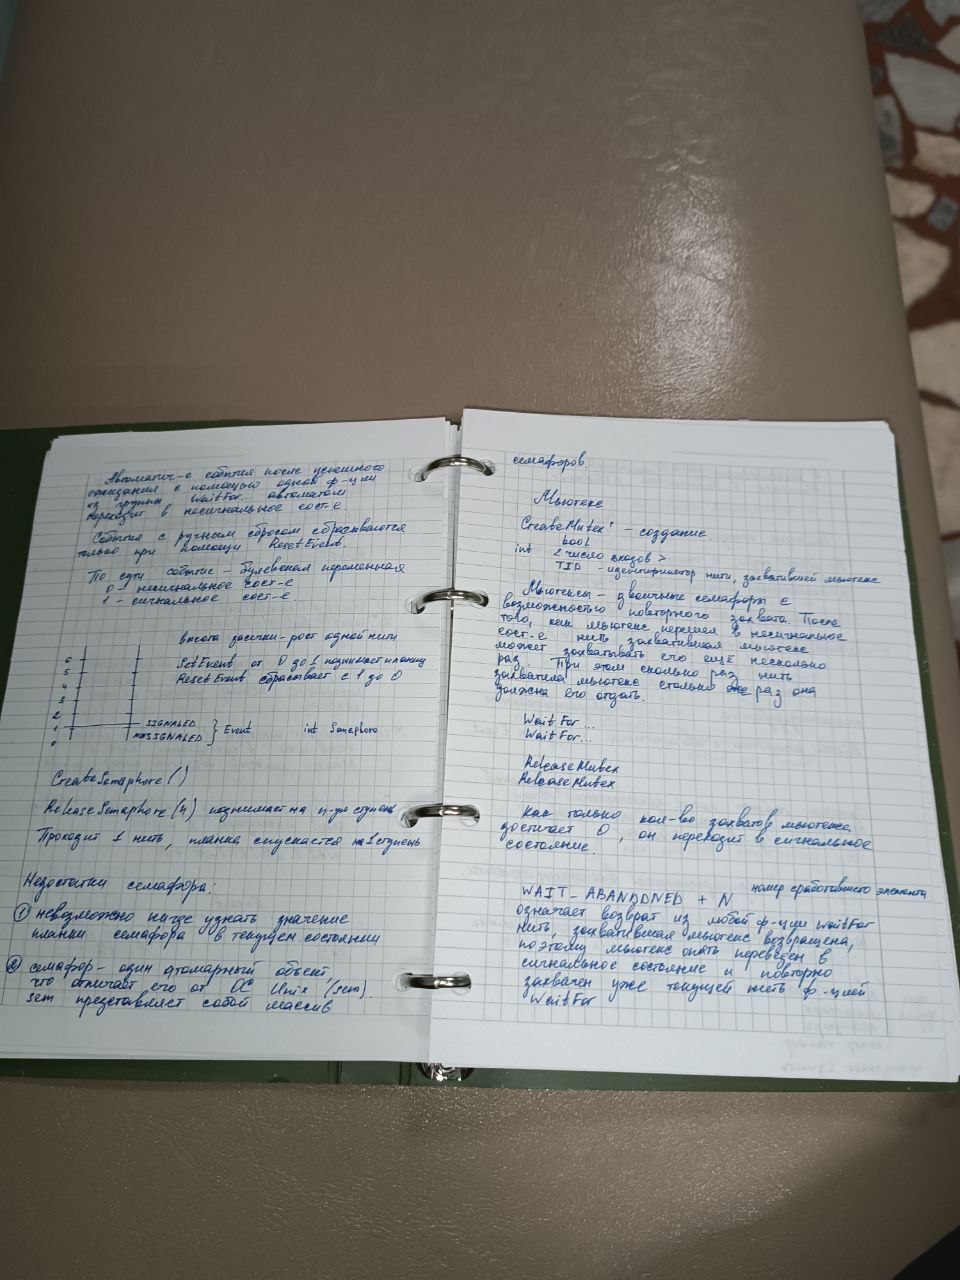 Автоматич-е события после успешного
ожидания с помощью одной ф-ции
из группы WaitFor... автоматом
переходит в несигнальное сост-е
События с ручным сбросом сбрасываются
только при помощи ResetEvent.
По сути событие - булевская переменная
0 - несигнальное сост-е
1 - сигнальное сост-е.
высота засечки - рост одной нити
SetEvent от 0 до 1 поднимает планку
ResetEvent сбрасывает с 1 до 0
6
5
4
3
2
1
0
SIGNALED
SIGNALED } Event int Semaphore
CreateSemaphore()
ReleaseSemaphore(n) поднимает на n-ую ступень
Проходит 1 нить, планка спускается на 1 ступень
Недостатки семафора:
① невозможно нигде узнать значение
планки семафора в текущем состоянии
② семафор - один атомарный объект,
что отличает его от ОС Unix (sem).
sem представляет собой массив
семафоров.
Мьютекс
CreateMutex - создание
bool
int <число входов>
TID - идентификатор нити, захватившей мьютекс
Мьютексы - двоичные семафоры с
возможностью повторного захвата. После
того, как мьютекс перешел в несигнальное
сост-е нить захватившая мьютекс
может захватывать его ещё несколько
раз. При этом сколько раз нить
захватила мьютекс столько раз она
должна его отдать.
WaitFor...
WaitFor...
ReleaseMutex
ReleaseMutex
Как только кол-во захватов мьютекса
достигает 0, он переходит в сигнальное
состояние.
WAIT_ABANDONED + N номер сработавшего элемента
означает возврат из любой ф-ции WaitFor
нить, захватившая мьютекс возвращена,
поэтому мьютекс опять переведен в
сигнальное состояние и повторно
захвачен уже текущей нить ф-цией
WaitFor